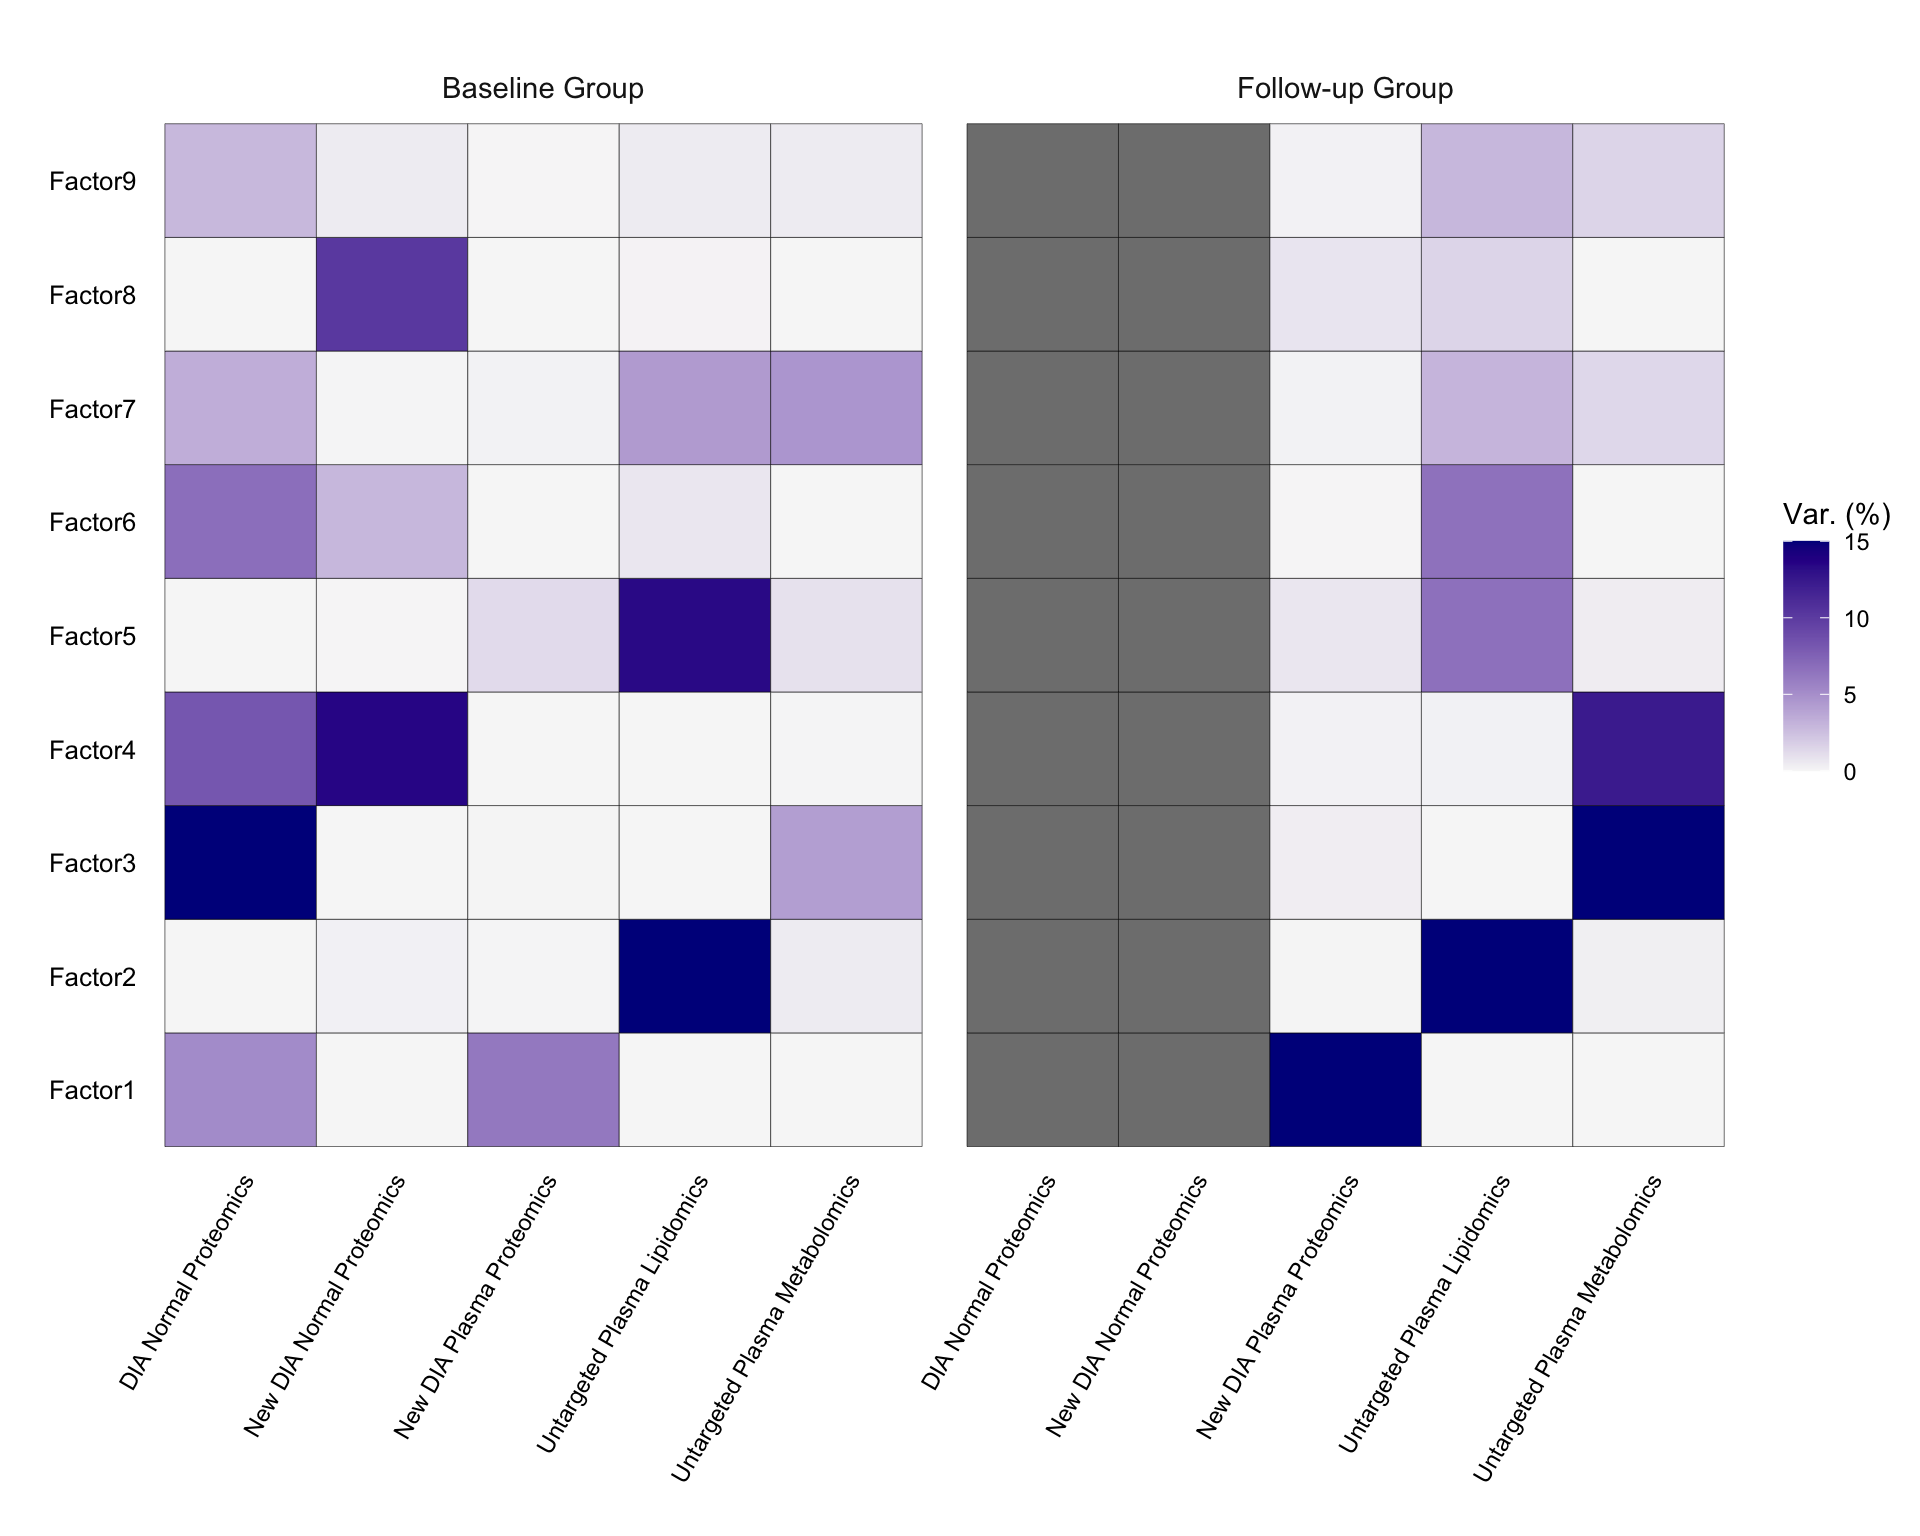 Baseline Group
Follow-up Group
Factor9
Factor8
Factor7
Factor6
Factor5
Factor4
Factor3
Factor2
Factor1
Var. (%)
15
10
5
0
DIA Normal Proteomics
New DIA Normal Proteomics
New DIA Plasma Proteomics
Untargeted Plasma Lipidomics
Untargeted Plasma Metabolomics
DIA Normal Proteomics
New DIA Normal Proteomics
New DIA Plasma Proteomics
Untargeted Plasma Lipidomics
Untargeted Plasma Metabolomics